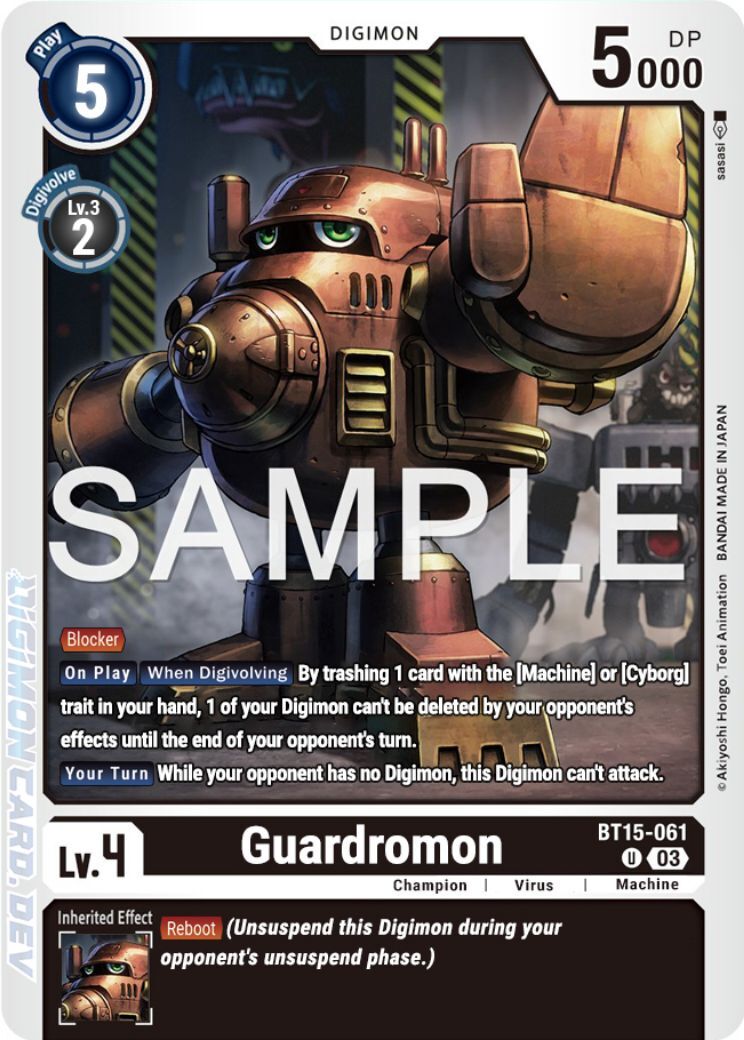 Play
5
DIGIMON
DP
5000
Digivolve
Lv.3
2
sasasi
SAMPLE
Blocker
On Play When Digivolving By trashing 1 card with the [Machine] or [Cyborg]
trait in your hand, 1 of your Digimon can't be deleted by your opponent's
effects until the end of your opponent's turn.
Your Turn While your opponent has no Digimon, this Digimon can't attack.
© Akiyoshi Hongo, Toei Animation BANDAI MADE IN JAPAN
DIGIMONCARD.DEV
Lv.4
Guardromon
BT15-061
U 03
Champion | Virus | Machine
Inherited Effect
Reboot (Unsuspend this Digimon during your
opponent's unsuspend phase.)